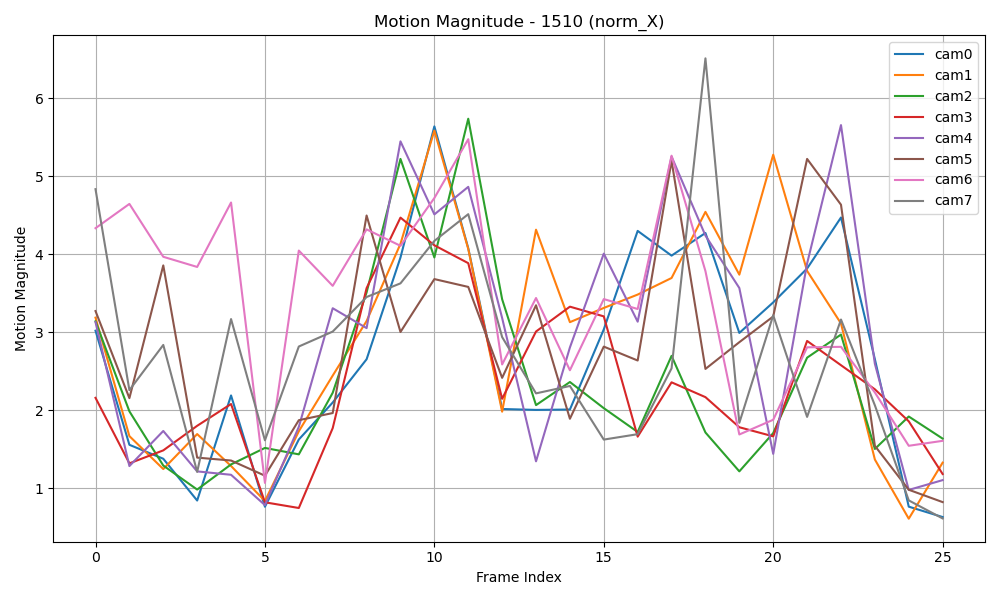 Motion Magnitude - 1510 (norm_X)
cam0
cam1
cam2
cam3
cam4
cam5
cam6
cam7
Motion Magnitude
6
5
4
3
2
1
0 5 10 15 20 25
Frame Index